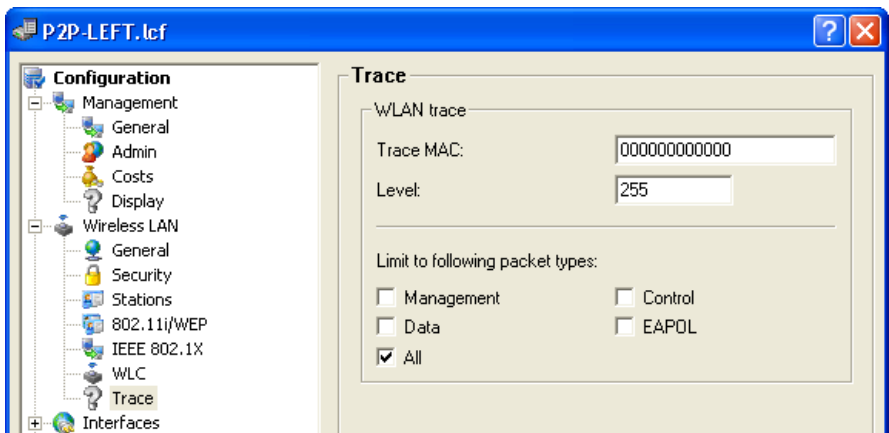 P2P-LEFT.lcf
Configuration
Management
General
Admin
Costs
Display
Wireless LAN
General
Security
Stations
802.11i/WEP
IEEE 802.1X
WLC
Trace
Interfaces
Trace
WLAN trace
Trace MAC: 000000000000
Level: 255
Limit to following packet types:
Management Control
Data EAPOL
All